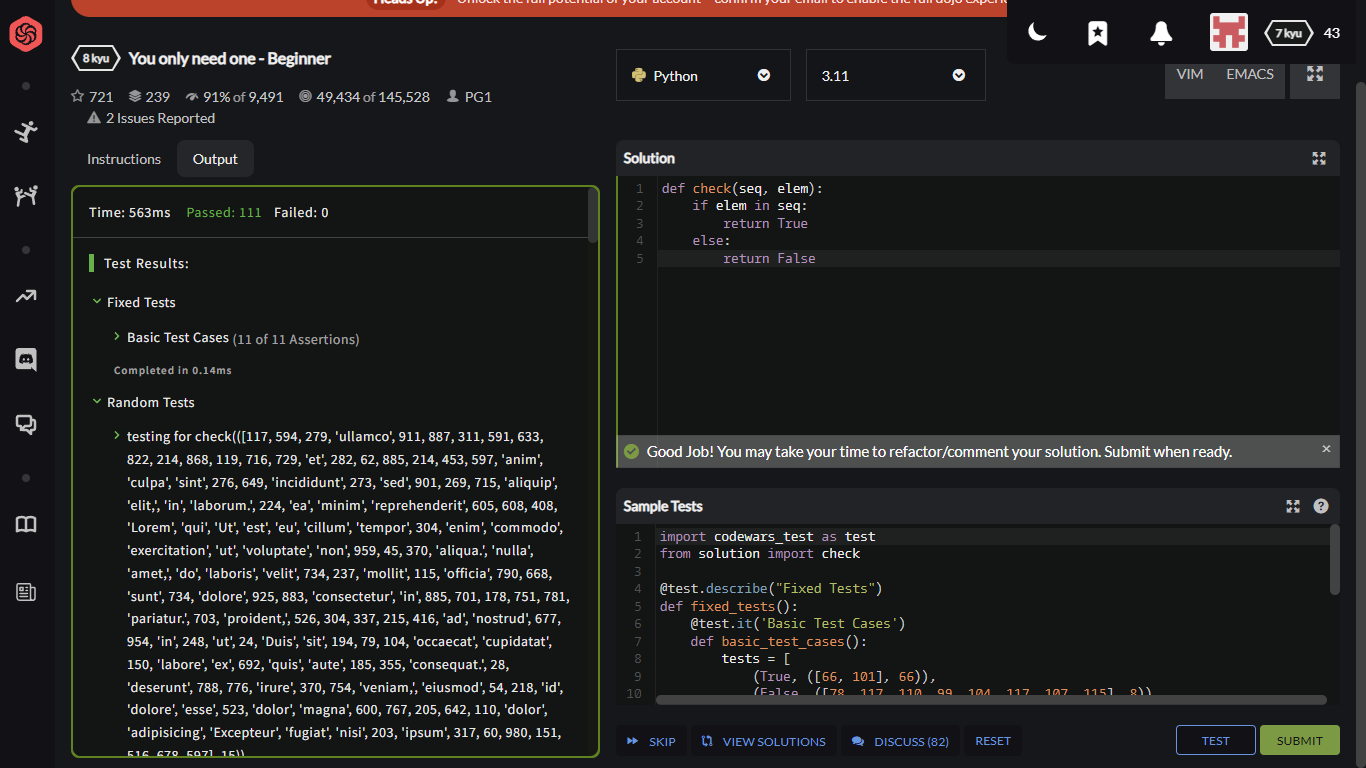 Heads Up! Unlock the full potential of your account - confirm your email to enable the full dojo
7 kyu 43
8 kyu You only need one - Beginner
721 239 91% of 9,491 49,434 of 145,528 PG1
2 Issues Reported
Python 3.11 VIM EMACS
Instructions Output
Time: 563ms Passed: 111 Failed: 0
Test Results:
Fixed Tests
Basic Test Cases (11 of 11 Assertions)
Completed in 0.14ms
Random Tests
testing for check(([117, 594, 279, 'ullamco', 911, 887, 311, 591, 633,
822, 214, 868, 119, 716, 729, 'et', 282, 62, 885, 214, 453, 597, 'anim',
'culpa', 'sint', 276, 649, 'incididunt', 273, 'sed', 901, 269, 715, 'aliquip',
'elit,', 'in', 'laborum.', 224, 'ea', 'minim', 'reprehenderit', 605, 608, 408,
'Lorem', 'qui', 'Ut', 'est', 'eu', 'cillum', 'tempor', 304, 'enim', 'commodo',
'exercitation', 'ut', 'voluptate', 'non', 959, 45, 370, 'aliqua.', 'nulla',
'amet,', 'do', 'laboris', 'velit', 734, 237, 'mollit', 115, 'officia', 790, 668,
'sunt', 734, 'dolore', 925, 883, 'consectetur', 'in', 885, 701, 178, 751, 781,
'pariatur.', 703, 'proident,', 526, 304, 337, 215, 416, 'ad', 'nostrud', 677,
954, 'in', 248, 'ut', 24, 'Duis', 'sit', 194, 79, 104, 'occaecat', 'cupidatat',
150, 'labore', 'ex', 692, 'quis', 'aute', 185, 355, 'consequat.', 28,
'deserunt', 788, 776, 'irure', 370, 754, 'veniam,', 'eiusmod', 54, 218, 'id',
'dolore', 'esse', 523, 'dolor', 'magna', 600, 767, 205, 642, 110, 'dolor',
'adipisicing', 'Excepteur', 'fugiat', 'nisi', 203, 'ipsum', 317, 60, 980, 151,
516, 678, 597], 15))
Solution
1 def check(seq, elem):
2 if elem in seq:
3 return True
4 else:
5 return False
Good Job! You may take your time to refactor/comment your solution. Submit when ready.
Sample Tests
1 import codewars_test as test
2 from solution import check
3
4 @test.describe("Fixed Tests")
5 def fixed_tests():
6 @test.it('Basic Test Cases')
7 def basic_test_cases():
8 tests = [
9 (True, ([66, 101], 66)),
10 (False, ([78, 117, 110, 99, 104, 117, 107, 115], 8)),
SKIP VIEW SOLUTIONS DISCUSS (82) RESET TEST SUBMIT